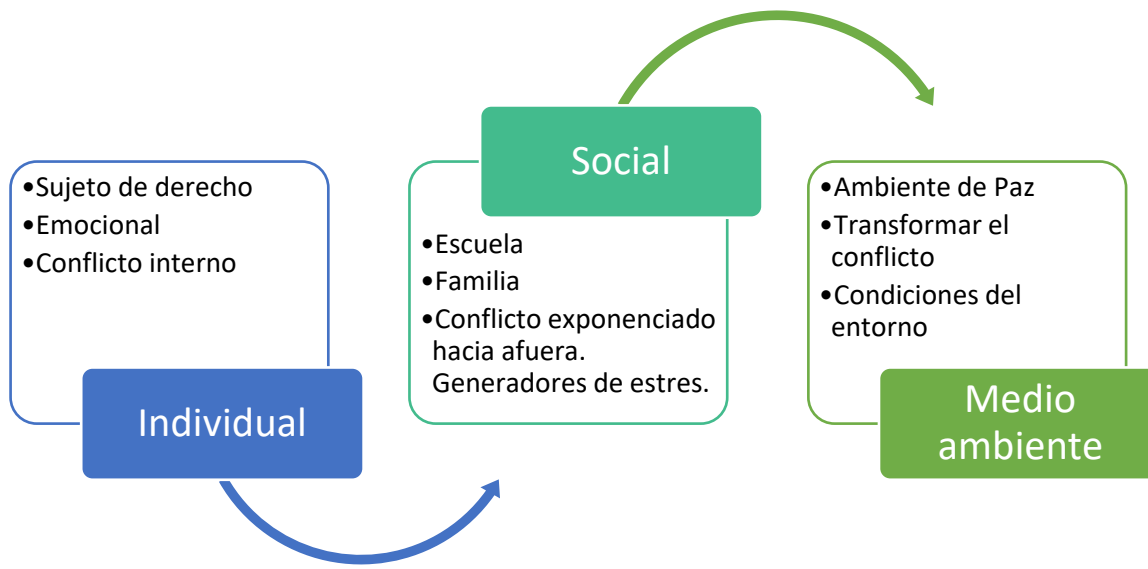 •Sujeto de derecho
•Emocional
•Conflicto interno
Individual
Social
•Escuela
•Familia
•Conflicto exponenciado
hacia afuera.
Generadores de estres.
•Ambiente de Paz
•Transformar el
conflicto
•Condiciones del
entorno
Medio
ambiente